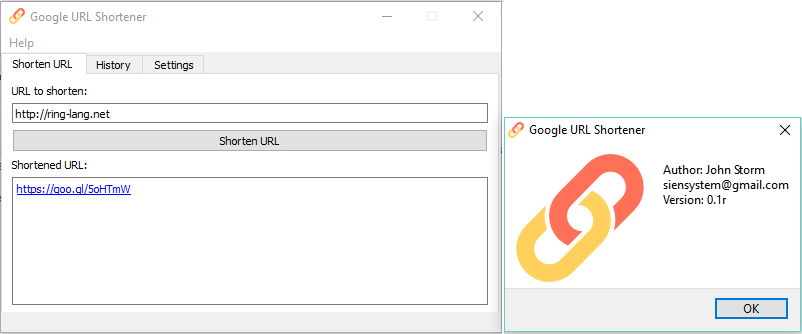 Google URL Shortener
Help
Shorten URL History Settings
URL to shorten:
http://ring-lang.net
Shorten URL
Shortened URL:
https://goo.gl/5oHTmW
Google URL Shortener
Author: John Storm
siensystem@gmail.com
Version: 0.1r
OK